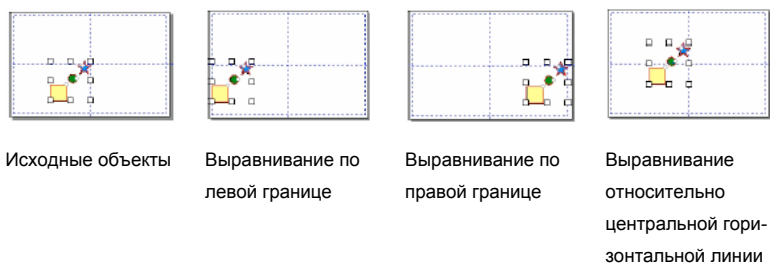 Исходные объекты
Выравнивание по
левой границе
Выравнивание по
правой границе
Выравнивание
относительно
центральной гори-
зонтальной линии